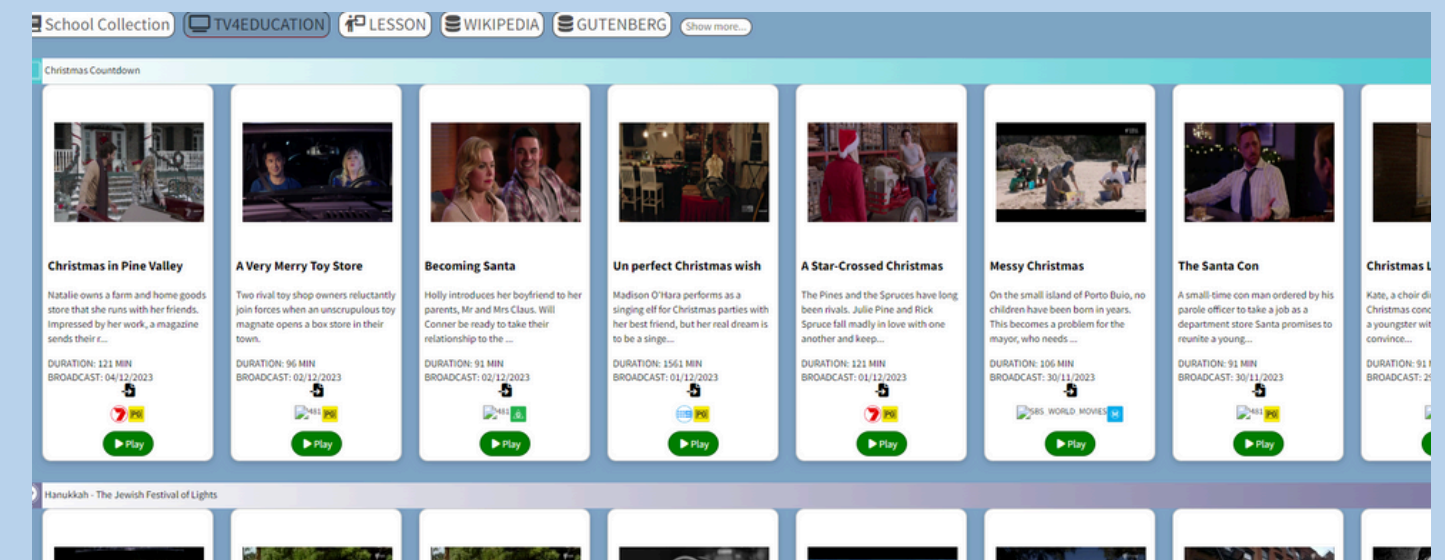 School Collection
TV4EDUCATION
LESSON
WIKIPEDIA
GUTENBERG
Show more...
Christmas Countdown
Christmas in Pine Valley
Natalie owns a farm and home goods
store that she runs with her friends.
Impressed by her work, a magazine
sends their r...
DURATION: 121 MIN
BROADCAST: 04/12/2023
PG
Play
A Very Merry Toy Store
Two rival toy shop owners reluctantly
join forces when an unscrupulous toy
magnate opens a box store in their
town.
DURATION: 96 MIN
BROADCAST: 02/12/2023
PG
Play
Becoming Santa
Holly introduces her boyfriend to her
parents, Mr and Mrs Claus. Will
Conner be ready to take their
relationship to the ...
DURATION: 91 MIN
BROADCAST: 02/12/2023
Play
Un perfect Christmas wish
Madison O'Hara performs as a
singing elf for Christmas parties with
her best friend, but her real dream is
to be a singe...
DURATION: 1561 MIN
BROADCAST: 01/12/2023
PG
Play
A Star-Crossed Christmas
The Pines and the Spruces have long
been rivals. Julie Pine and Rick
Spruce fall madly in love with one
another and keep...
DURATION: 121 MIN
BROADCAST: 01/12/2023
PG
Play
Messy Christmas
On the small island of Porto Buio, no
children have been born in years.
This becomes a problem for the
mayor, who needs ...
DURATION: 106 MIN
BROADCAST: 30/11/2023
SBS_WORLD_MOVIES
M
Play
The Santa Con
A small-time con man ordered by his
parole officer to take a job as a
department store Santa promises to
reunite a young...
DURATION: 91 MIN
BROADCAST: 30/11/2023
PG
Play
Christmas L
Kate, a choir di
Christmas conc
a youngster wit
convince...
DURATION: 91
BROADCAST: 2
Hanukkah - The Jewish Festival of Lights